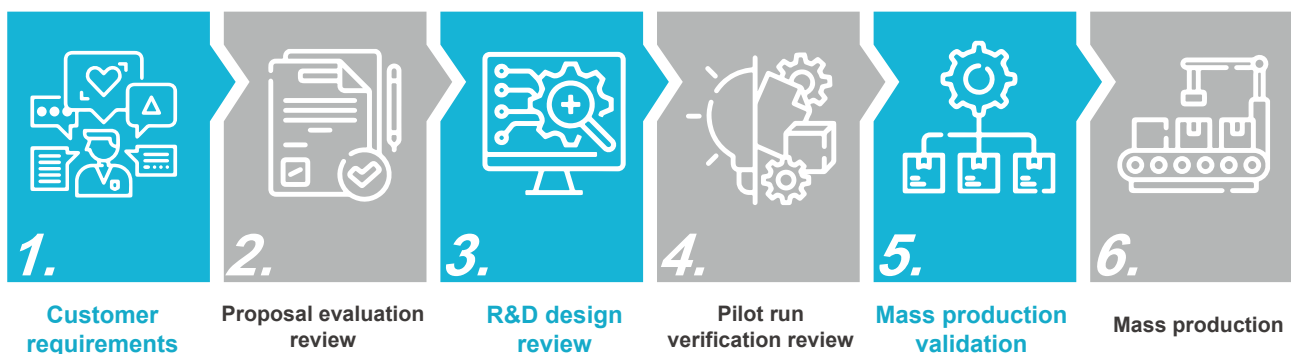 1.
2.
3.
4.
5.
6.
Customer
requirements
Proposal evaluation
review
R&D design
review
Pilot run
verification review
Mass production
validation
Mass production